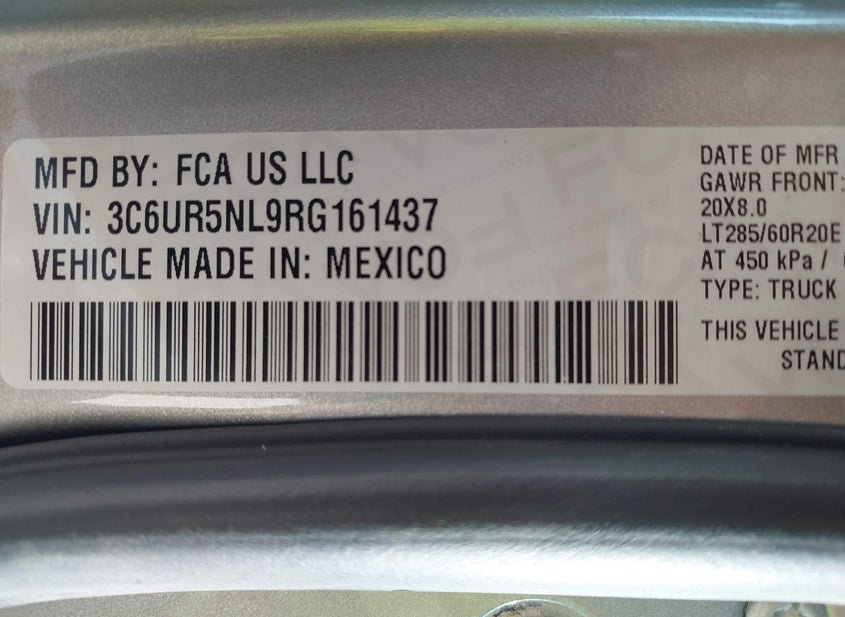 MFD BY: FCA US LLC
VIN: 3C6UR5NL9RG161437
VEHICLE MADE IN: MEXICO
DATE OF MFR
GAWR FRONT:
20X8.0
LT285/60R20E
AT 450 kPa /
TYPE: TRUCK
THIS VEHICLE
STAND